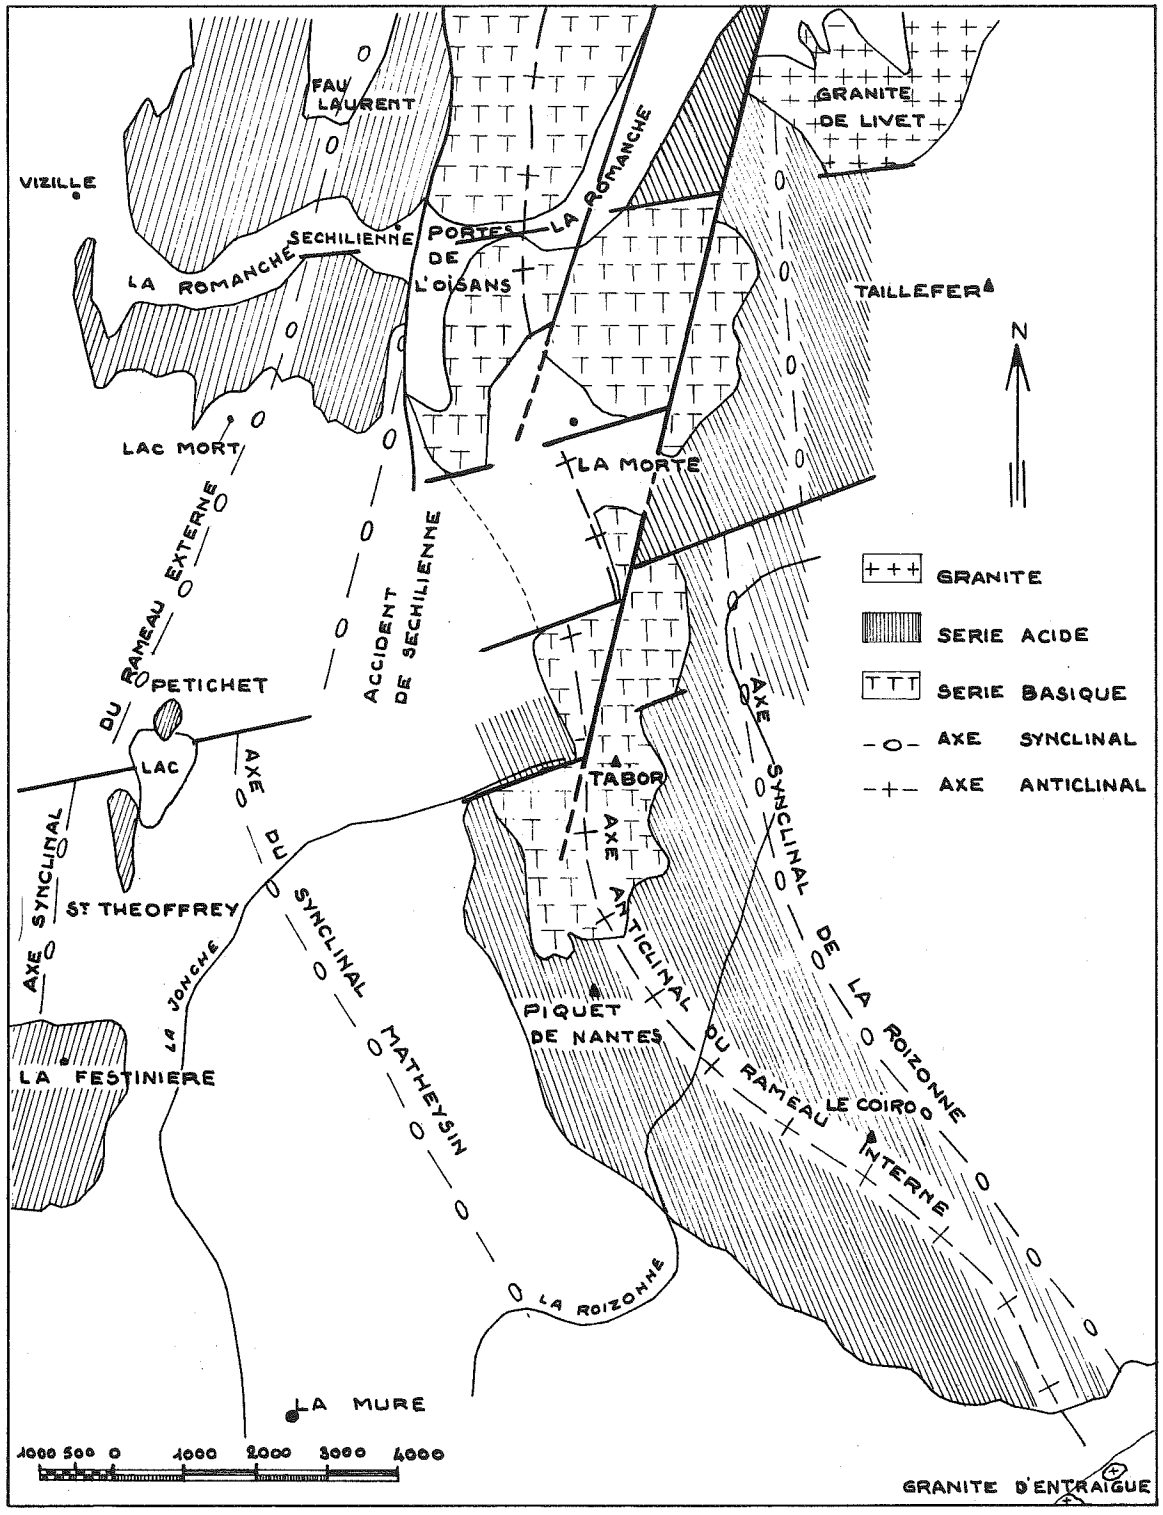 FAU
LAURENT
GRANITE
DE LIVET
VIZILLE
LA ROMANCHE
SECHILIENNE
PORTES
DE
L'OISANS
LA ROMANCHE
TAILLEFER
N
LAC MORT
LA MORTE
DU RAMEAU EXTERNE
ACCIDENT
DE SECHILIENNE
+ + + GRANITE
SERIE ACIDE
T T T SERIE BASIQUE
-O- AXE SYNCLINAL
-+- AXE ANTICLINAL
PETICHET
LAC
TABOR
AXE SYNCLINAL
ST THEOFFREY
AXE DU SYNCLINAL MATHEYSIN
LA JONCHE
AXE ANTICLINAL DU RAMEAU INTERNE
AXE SYNCLINAL DE LA ROIZONNE
PIQUET
DE NANTES
LE COIRO
LA FESTINIERE
LA ROIZONNE
LA MURE
1000 500 0 1000 2000 3000 4000
GRANITE D'ENTRAIGUE